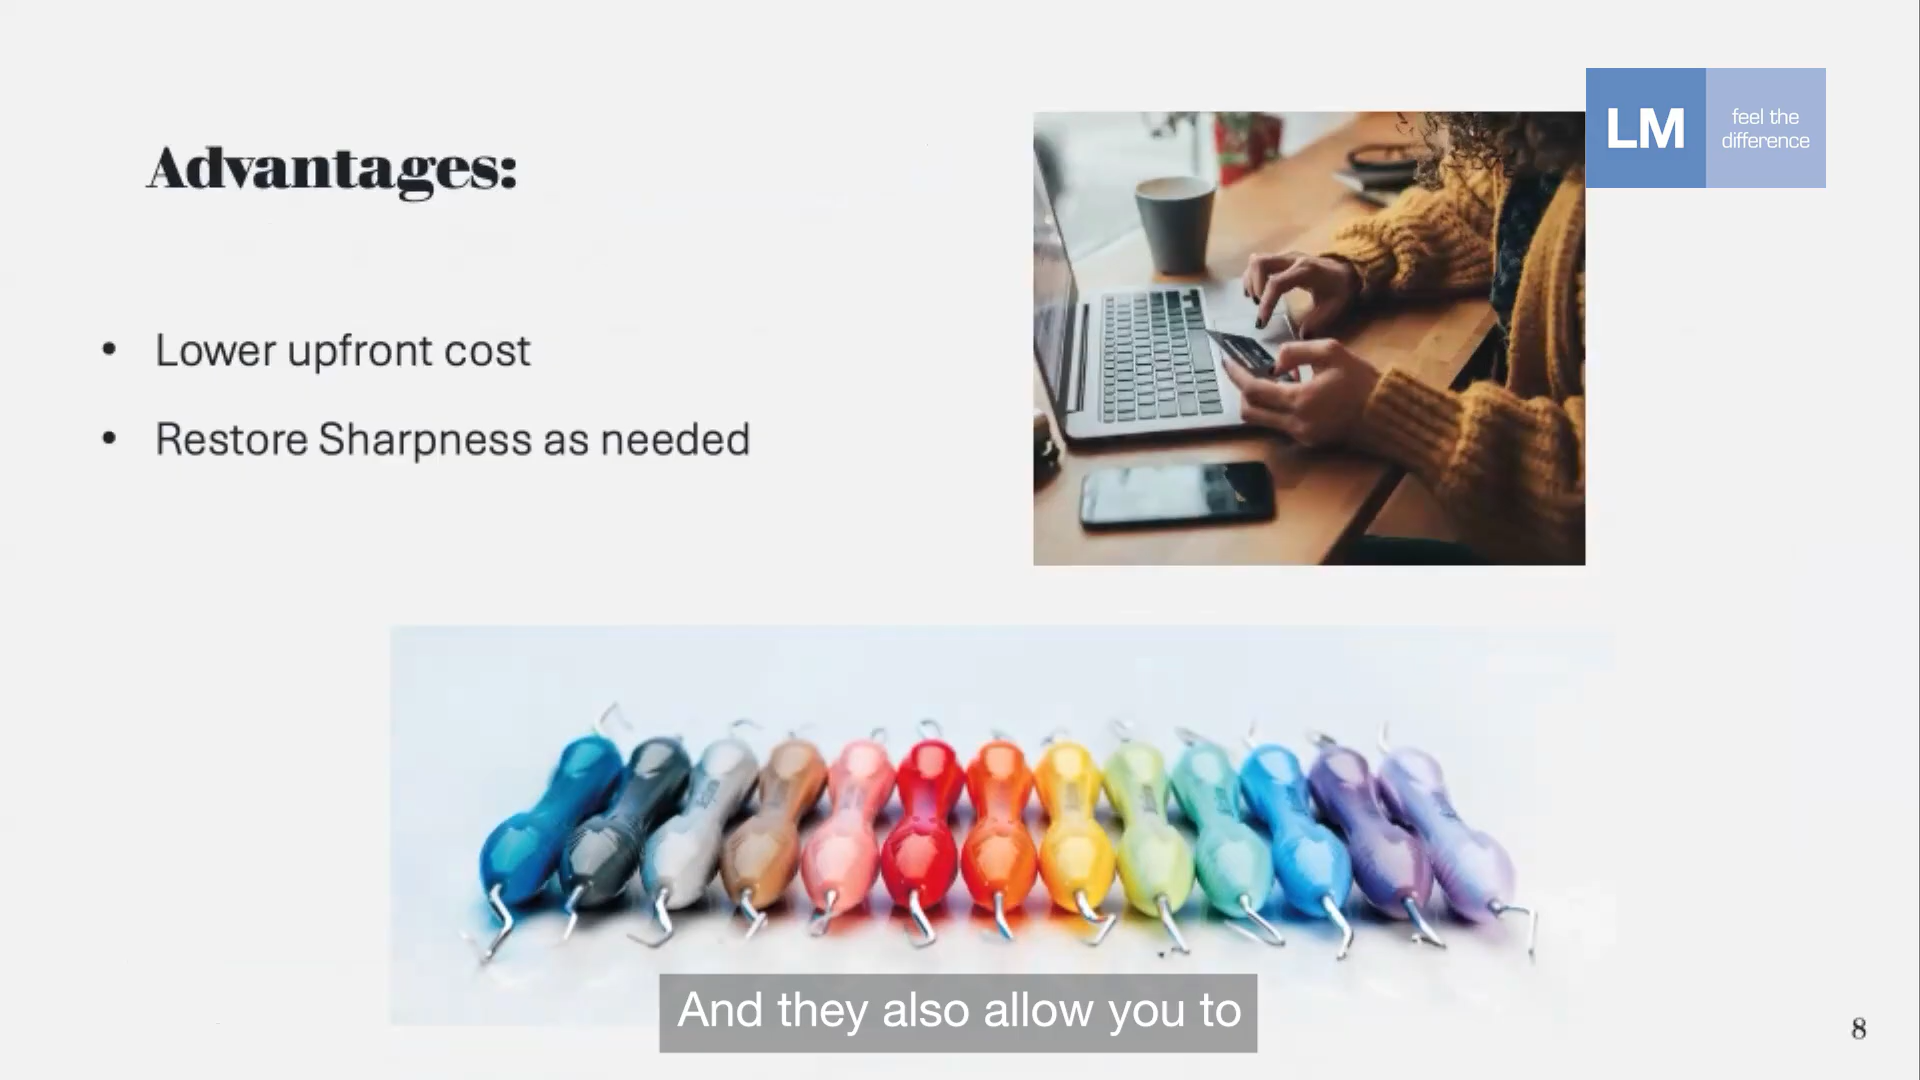 LM
feel the
difference
Advantages:
• Lower upfront cost
• Restore Sharpness as needed
And they also allow you to
8